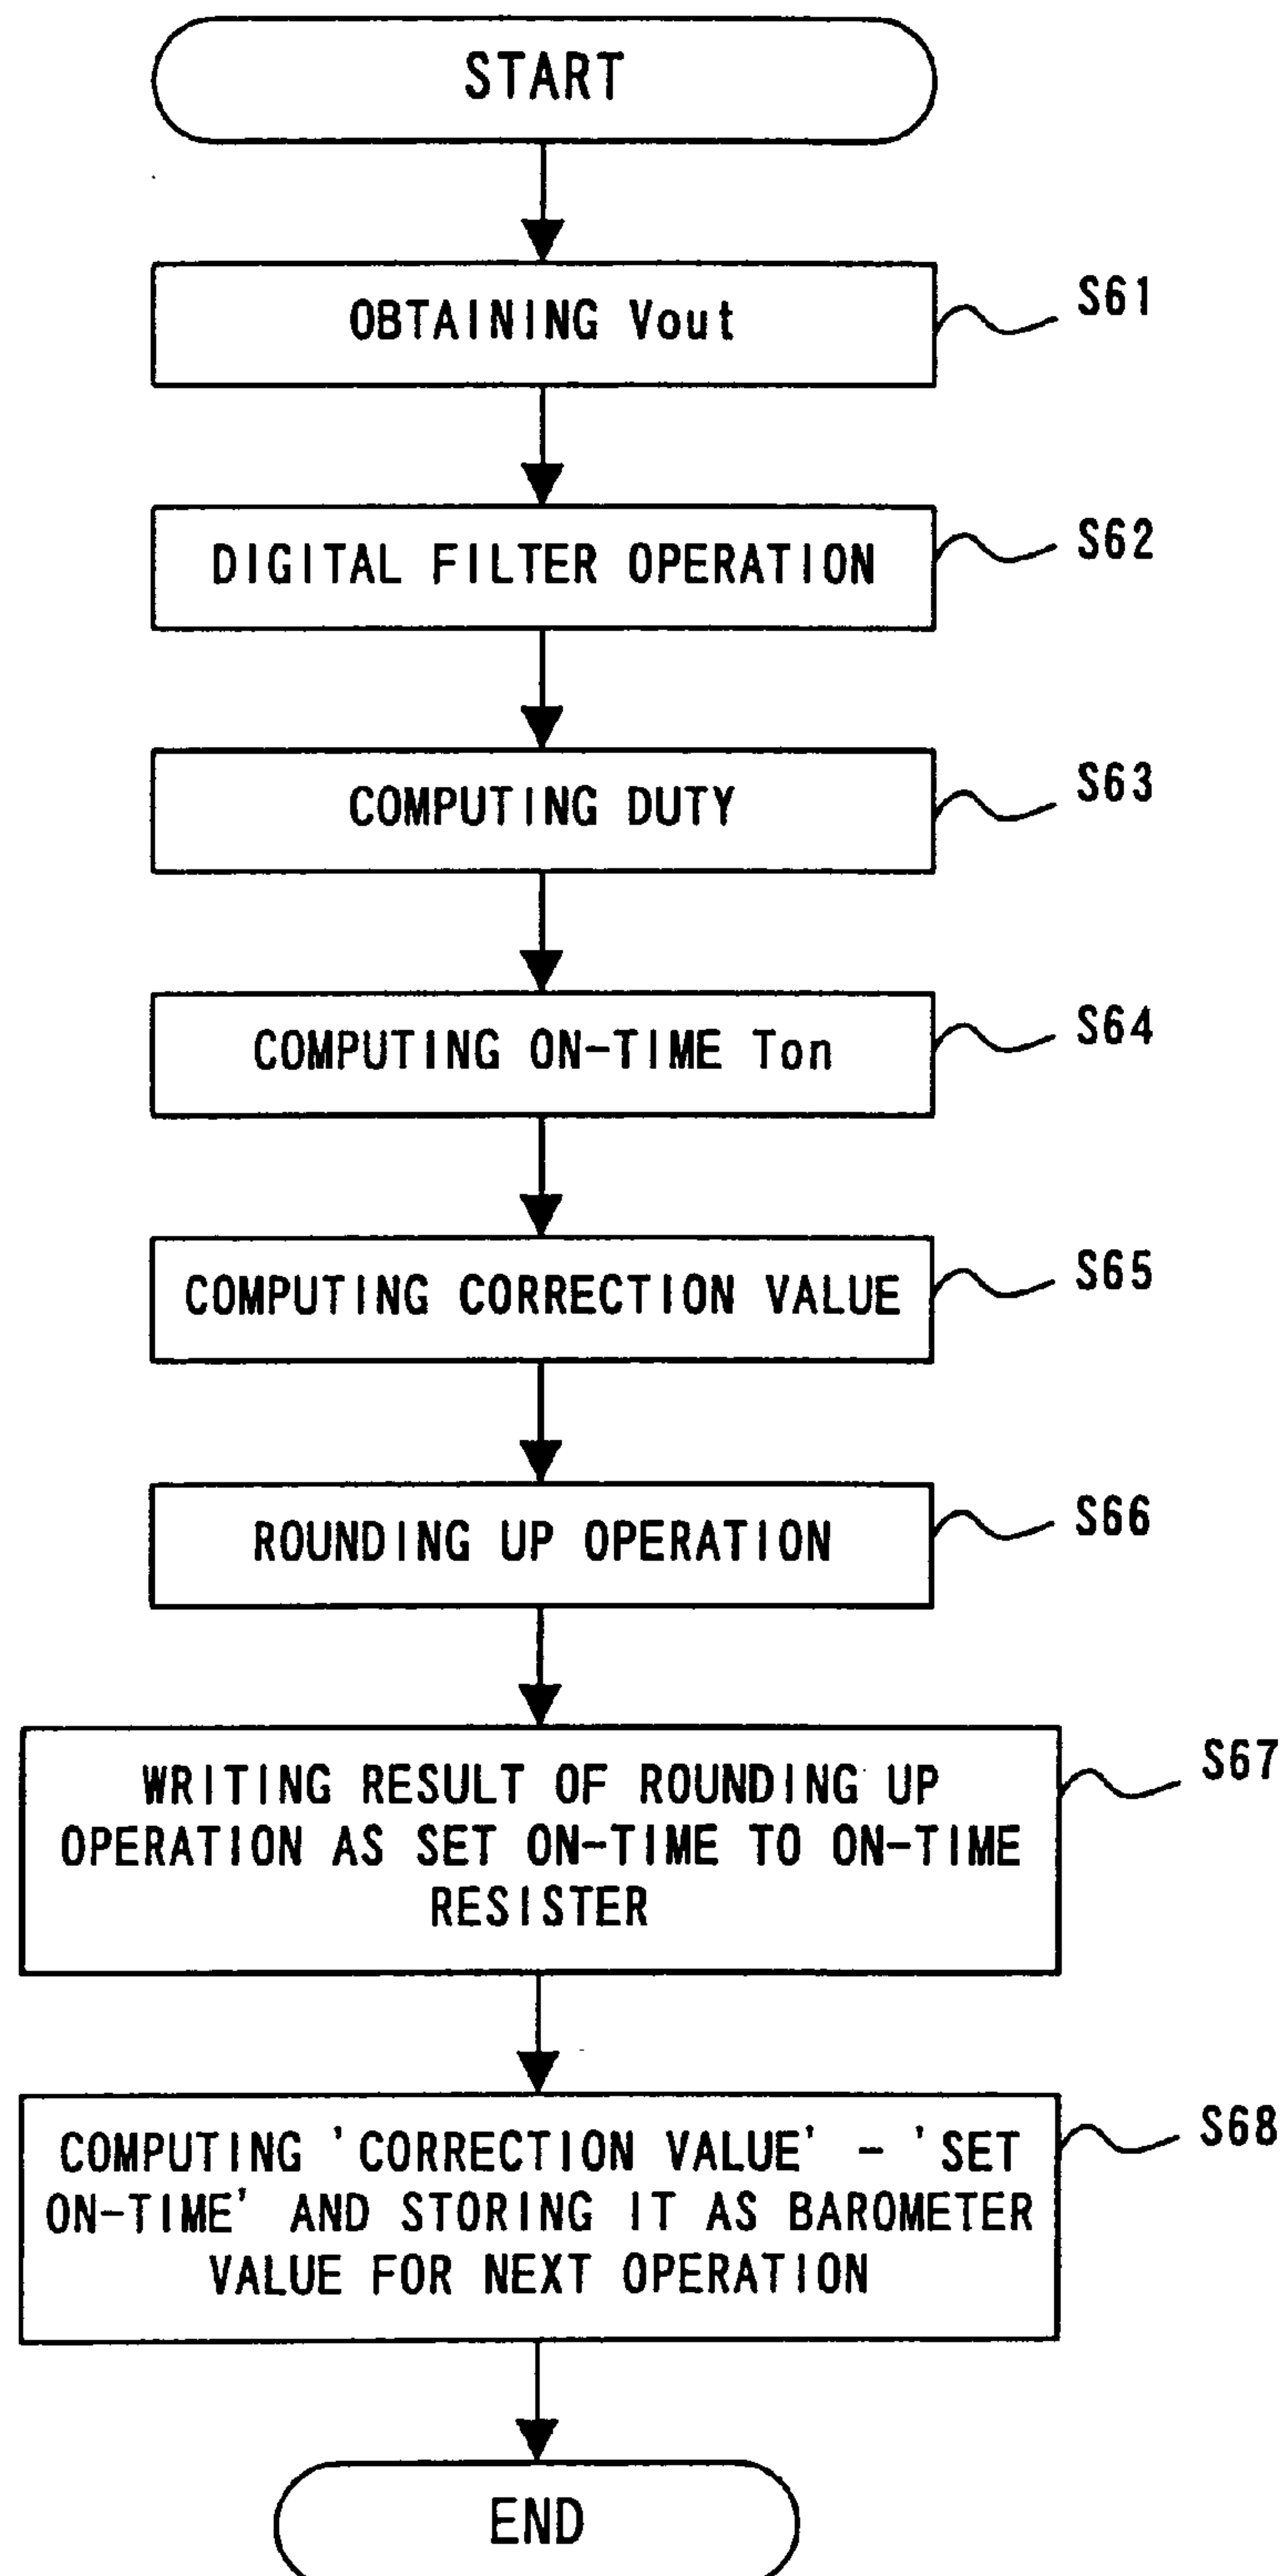 START
OBTAINING Vout
S61
DIGITAL FILTER OPERATION
S62
COMPUTING DUTY
S63
COMPUTING ON-TIME Ton
S64
COMPUTING CORRECTION VALUE
S65
ROUNDING UP OPERATION
S66
WRITING RESULT OF ROUNDING UP
OPERATION AS SET ON-TIME TO ON-TIME
RESISTER
S67
COMPUTING 'CORRECTION VALUE' - 'SET
ON-TIME' AND STORING IT AS BAROMETER
VALUE FOR NEXT OPERATION
S68
END